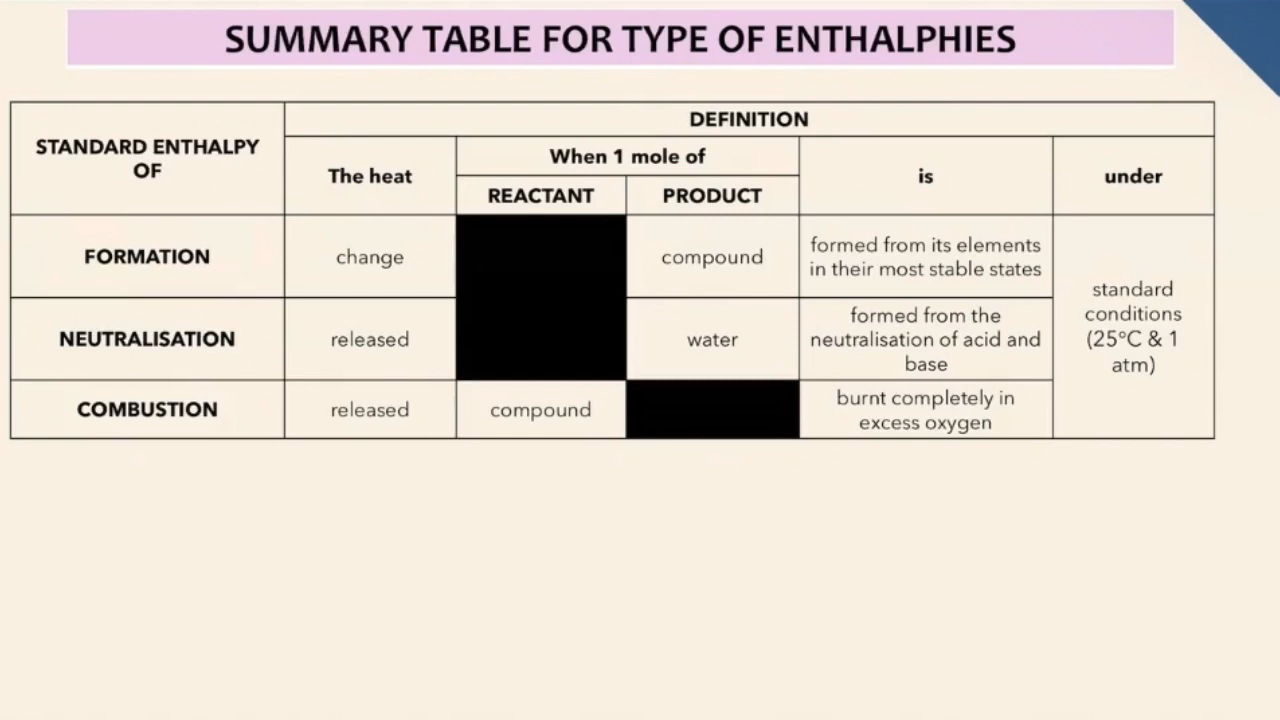 SUMMARY TABLE FOR TYPE OF ENTHALPHIES
STANDARD ENTHALPY
OF
DEFINITION
The heat
When 1 mole of
REACTANT
PRODUCT
is
under
FORMATION
change
compound
formed from its elements
in their most stable states
NEUTRALISATION
released
water
formed from the
neutralisation of acid and
base
COMBUSTION
released
compound
burnt completely in
excess oxygen
standard
conditions
(25°C & 1
atm)